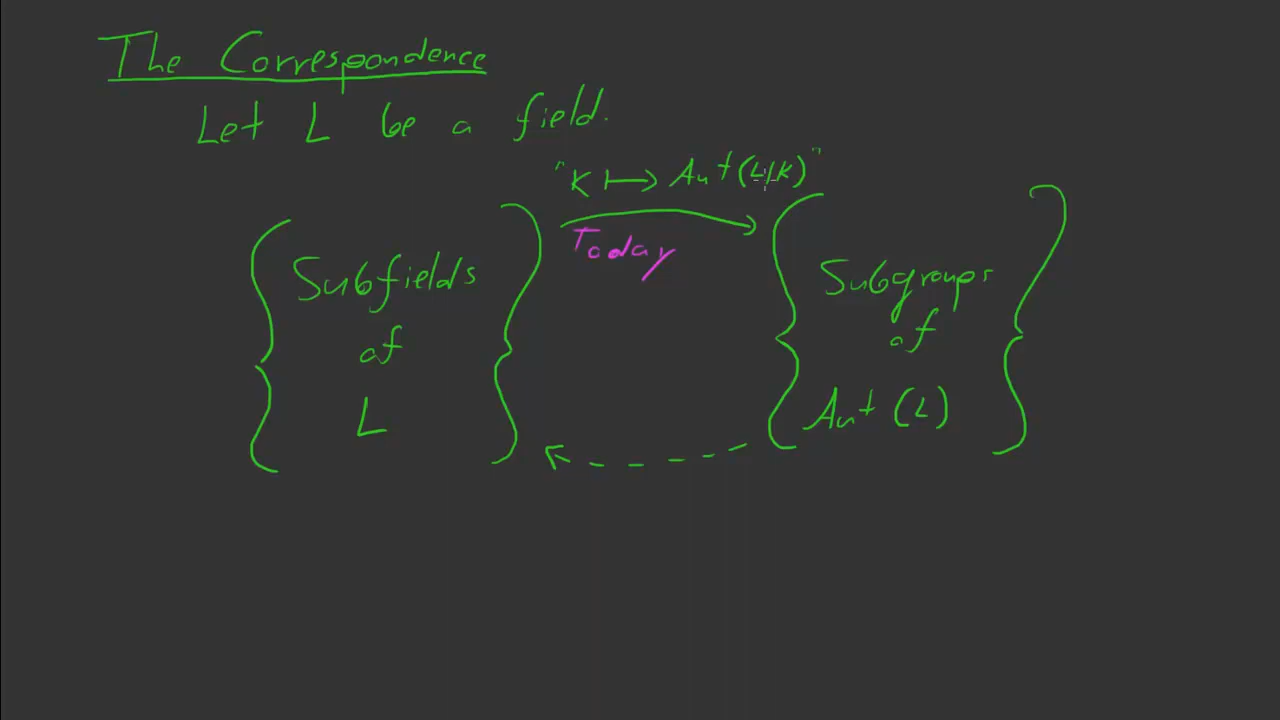 The Correspondence
Let L be a field.
"K ↦ Aut(L/K)"
Today
Subfields
of
L
Subgroups
of
Aut (L)